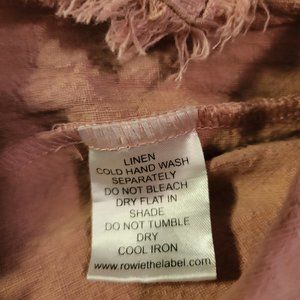 LINEN
COLD HAND WASH
SEPARATELY
DO NOT BLEACH
DRY FLAT IN
SHADE
DO NOT TUMBLE
DRY
COOL IRON
www.rowiethelabel.com